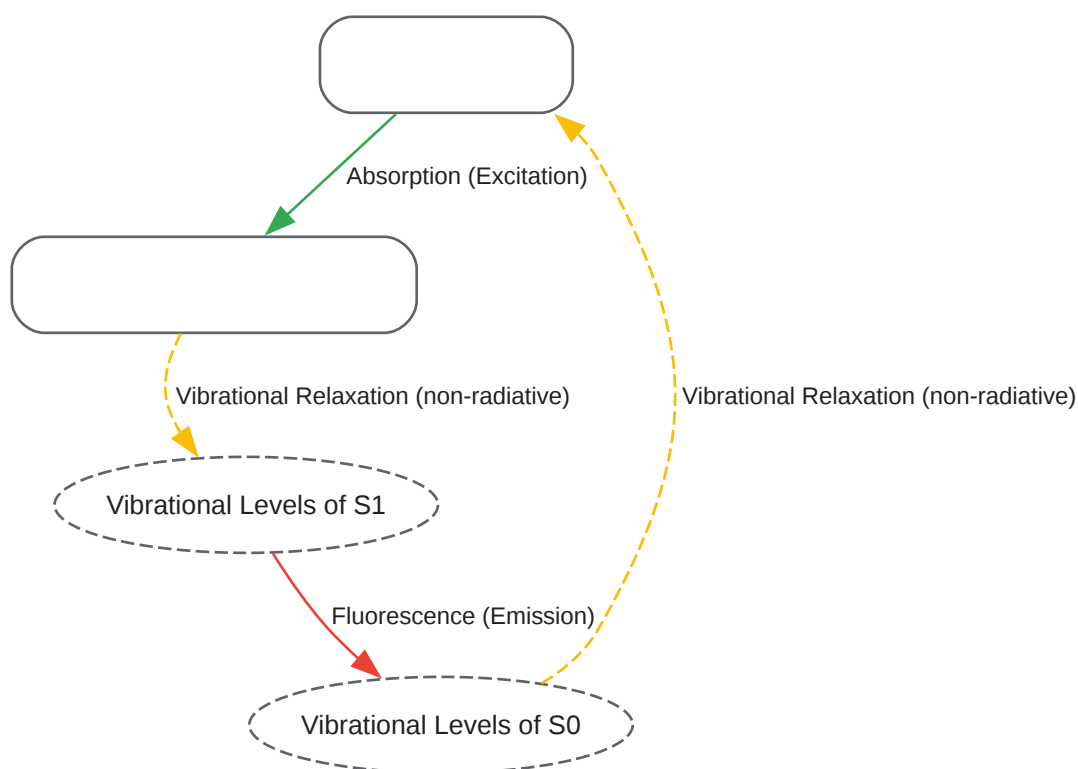 Absorption (Excitation)
Vibrational Relaxation (non-radiative)
Vibrational Relaxation (non-radiative)
Vibrational Levels of S1
Fluorescence (Emission)
Vibrational Levels of S0